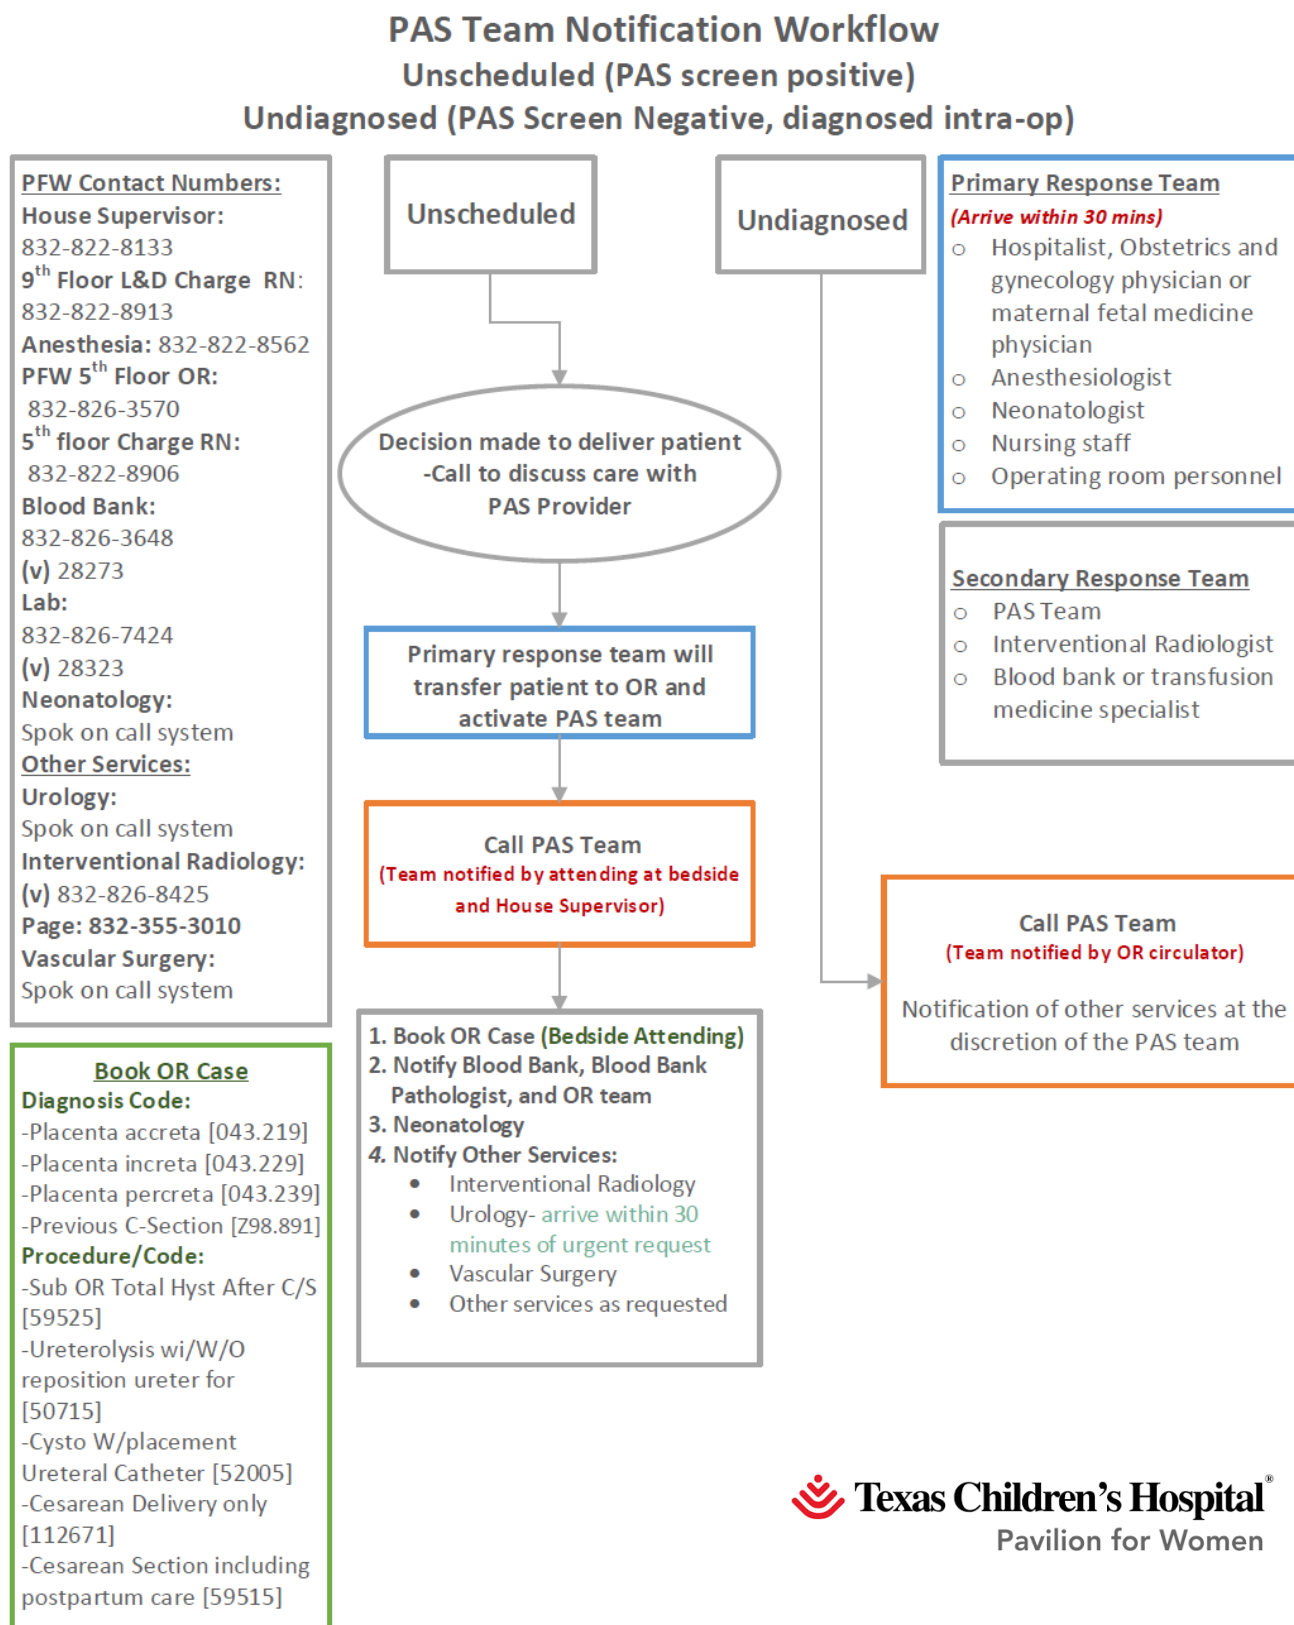 PAS Team Notification Workflow
Unscheduled (PAS screen positive)
Undiagnosed (PAS Screen Negative, diagnosed intra-op)
PFW Contact Numbers:
House Supervisor:
832-822-8133
9th Floor L&D Charge RN:
832-822-8913
Anesthesia: 832-822-8562
PFW 5th Floor OR:
832-826-3570
5th floor Charge RN:
832-822-8906
Blood Bank:
832-826-3648
(v) 28273
Lab:
832-826-7424
(v) 28323
Neonatology:
Spok on call system
Other Services:
Urology:
Spok on call system
Interventional Radiology:
(v) 832-826-8425
Page: 832-355-3010
Vascular Surgery:
Spok on call system
Book OR Case
Diagnosis Code:
-Placenta accreta [043.219]
-Placenta increta [043.229]
-Placenta percreta [043.239]
-Previous C-Section [Z98.891]
Procedure/Code:
-Sub OR Total Hyst After C/S
[59525]
-Ureterolysis wi/W/O
reposition ureter for
[50715]
-Cysto W/placement
Ureteral Catheter [52005]
-Cesarean Delivery only
[112671]
-Cesarean Section including
postpartum care [59515]
Unscheduled
Decision made to deliver patient
-Call to discuss care with
PAS Provider
Primary response team will
transfer patient to OR and
activate PAS team
Call PAS Team
(Team notified by attending at bedside
and House Supervisor)
1. Book OR Case (Bedside Attending)
2. Notify Blood Bank, Blood Bank
Pathologist, and OR team
3. Neonatology
4. Notify Other Services:
• Interventional Radiology
• Urology- arrive within 30
minutes of urgent request
• Vascular Surgery
• Other services as requested
Undiagnosed
Call PAS Team
(Team notified by OR circulator)
Notification of other services at the
discretion of the PAS team
Primary Response Team
(Arrive within 30 mins)
o Hospitalist, Obstetrics and
gynecology physician or
maternal fetal medicine
physician
o Anesthesiologist
o Neonatologist
o Nursing staff
o Operating room personnel
Secondary Response Team
o PAS Team
o Interventional Radiologist
o Blood bank or transfusion
medicine specialist
Texas Children's Hospital®
Pavilion for Women